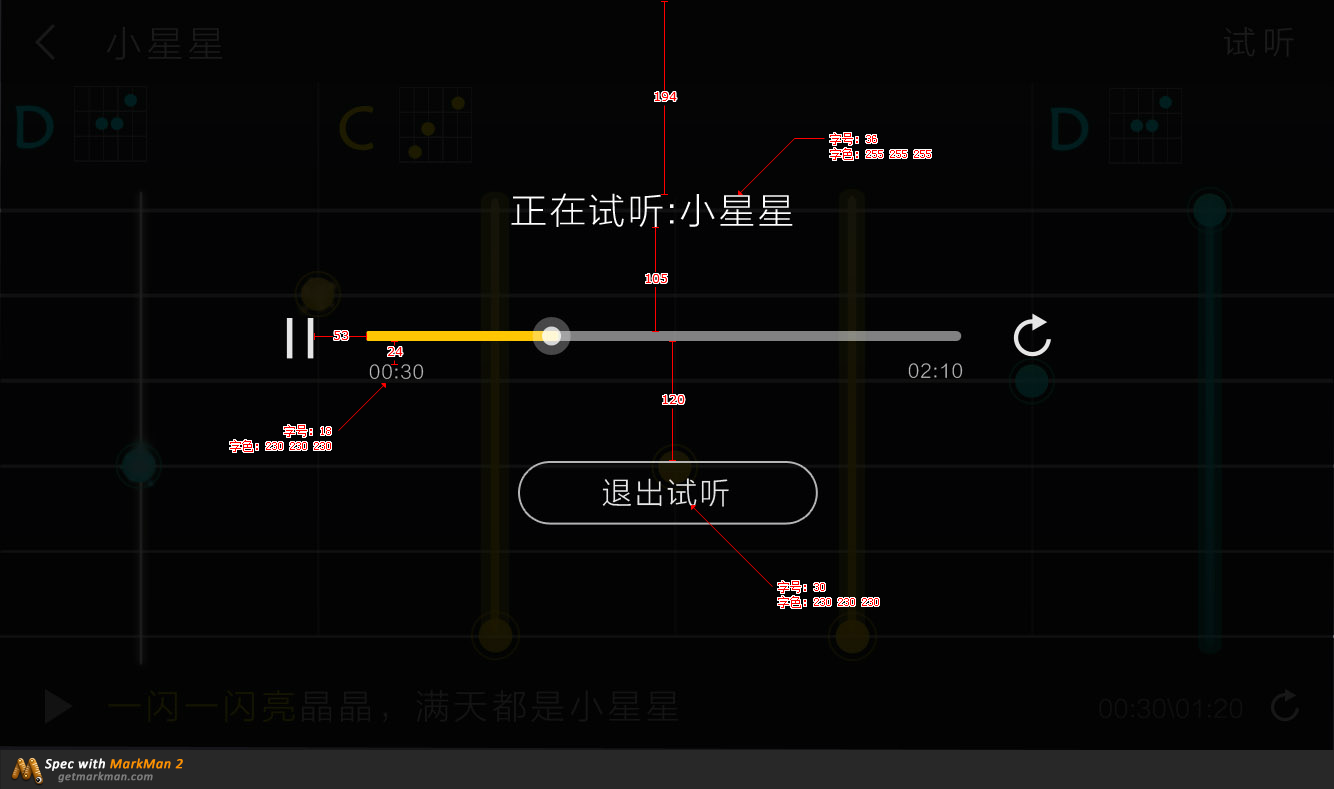 小星星
试听
194
D
C
D
字号: 36
字色: 255 255 255
正在试听:小星星
105
53
24
00:30
02:10
120
字号: 18
字色: 230 230 230
退出试听
字号: 30
字色: 230 230 230
一闪一闪亮晶晶，满天都是小星星
00:30\01:20
Spec with MarkMan 2
getmarkman.com